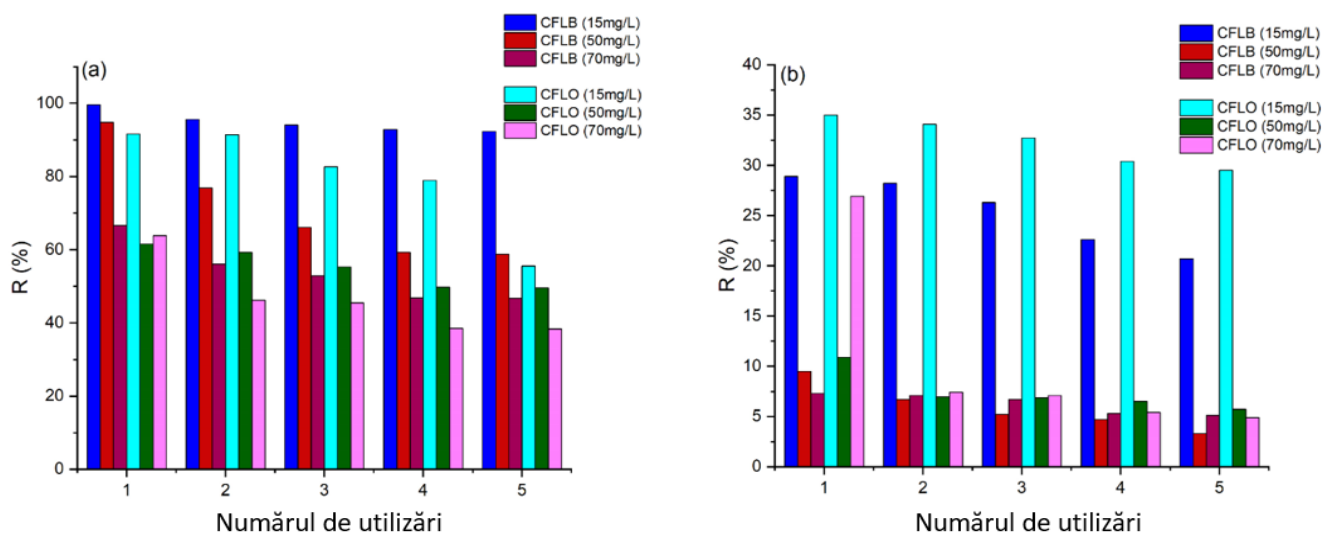 (a)
CFLB (15mg/L)
CFLB (50mg/L)
CFLB (70mg/L)
CFLO (15mg/L)
CFLO (50mg/L)
CFLO (70mg/L)
R (%)
100
80
60
40
20
0
1 2 3 4 5
Numărul de utilizări
(b)
CFLB (15mg/L)
CFLB (50mg/L)
CFLB (70mg/L)
CFLO (15mg/L)
CFLO (50mg/L)
CFLO (70mg/L)
R (%)
40
35
30
25
20
15
10
5
0
1 2 3 4 5
Numărul de utilizări